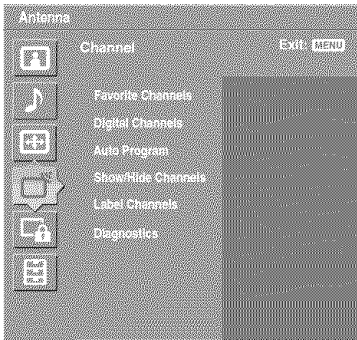 Antenna
Channel Exit: MENU
Favorite Channels
Digital Channels
Auto Program
Show/Hide Channels
Label Channels
Diagnostics